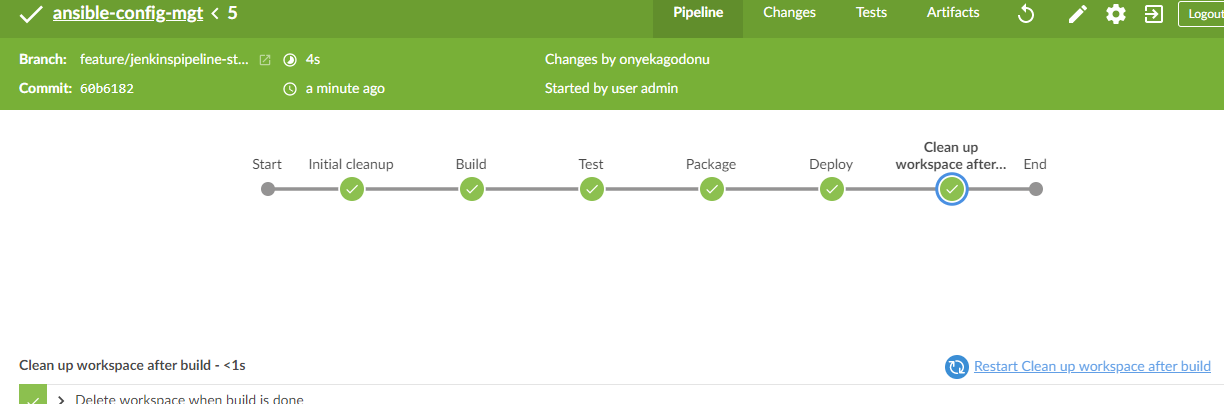 ansible-config-mgt < 5 Pipeline Changes Tests Artifacts Logout
Branch: feature/jenkinspipeline-st... 4s Changes by onyekagodonu
Commit: 60b6182 a minute ago Started by user admin
Clean up
Start Initial cleanup Build Test Package Deploy workspace after... End
Clean up workspace after build - <1s Restart Clean up workspace after build
Delete workspace when build is done